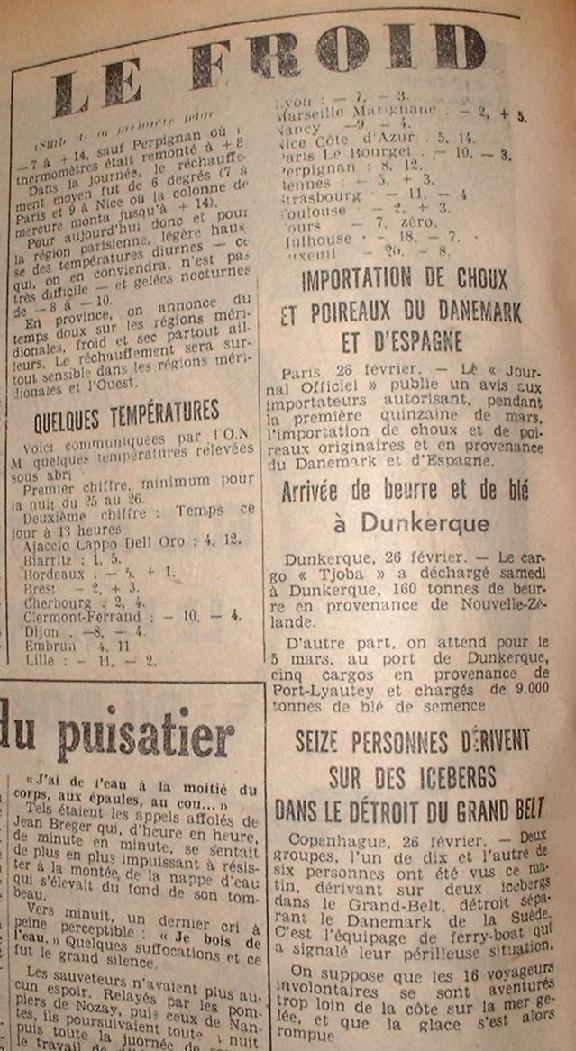 LE FROID
(Suite de la première page)
—7 à + 14, sauf Perpignan où l
thermomètres était remonté à +8
Dans la journée, le réchauffe-
ment moyen fut de 6 degrés (7 à
Paris et 9 à Nice où la colonne de
mercure monta jusqu'à + 14).
Pour aujourd'hui donc et pour
la région parisienne, légère haus
se des températures diurnes — ce
qui, on en conviendra, n'est pas
très difficile — et gelées nocturnes
de —8 à —10.
En province, on annonce du
temps doux sur les régions méri-
dionales, froid et sec partout ail-
leurs. Le réchauffement sera sur-
tout sensible dans les régions méri-
dionales et l'Ouest.
QUELQUES TEMPÉRATURES
Voici communiquées par l'O.N
M quelques températures relevées
sous abri
Premier chiffre, minimum pour
la nuit du 25 au 26.
Deuxième chiffre : Temps ce
jour à 13 heures
Ajaccio Cappo Dell Oro : 4, 12.
Biarritz : 1, 5.
Bordeaux : — 5, + 1.
Brest — 2, + 3.
Cherbourg : 2, 4.
Clermont-Ferrand : — 10, — 4.
Dijon : —8, — 4.
Embrun : 4, 11
Lille : — 11, — 2.
Lyon : — 7, — 3.
Marseille Marignane : — 2, + 5.
Nancy —9, — 4.
Nice Côte d'Azur . 5, 14.
Paris Le Bourget . — 10, — 3.
Perpignan : 8, 12.
Rennes : — 5, + 3.
Strasbourg — 11, — 4
Toulouse — 2, + 3.
Tours — 7, zéro.
Mulhouse — 18, — 7.
Luxeuil — 20, — 8.
IMPORTATION DE CHOUX
ET POIREAUX DU DANEMARK
ET D'ESPAGNE
Paris, 26 février. — Le « Jour-
nal Officiel » publie un avis aux
importateurs autorisant, pendant
la première quinzaine de mars,
l'importation de choux et de poi-
reaux originaires et en provenance
du Danemark et d'Espagne.
Arrivée de beurre et de blé
à Dunkerque
Dunkerque, 26 février. — Le car-
go « Tjoba » a déchargé samedi
à Dunkerque, 160 tonnes de beur-
re en provenance de Nouvelle-Zé-
lande.
D'autre part, on attend pour le
5 mars, au port de Dunkerque,
cinq cargos en provenance de
Port-Lyautey et chargés de 9.000
tonnes de blé de semence
SEIZE PERSONNES DÉRIVENT
SUR DES ICEBERGS
DANS LE DÉTROIT DU GRAND BELT
Copenhague, 26 février. — Deux
groupes, l'un de dix et l'autre de
six personnes ont été vus ce ma-
tin, dérivant sur deux icebergs
dans le Grand-Belt, détroit sépa-
rant le Danemark de la Suède.
C'est l'équipage de ferry-boat qui
a signalé leur périlleuse situation.
On suppose que les 16 voyageurs
involontaires se sont aventurés
trop loin de la côte sur la mer ge-
lée, et que la glace s'est alors
rompue
du puisatier
« J'ai de l'eau à la moitié du
corps, aux épaules, au cou... »
Tels étaient les appels affolés de
Jean Breger qui, d'heure en heure,
de minute en minute, se sentait
de plus en plus impuissant à résis-
ter à la montée, de la nappe d'eau
qui s'élevait du fond de son tom-
beau.
Vers minuit, un dernier cri à
peine perceptible : « Je bois de
l'eau. » Quelques suffocations et ce
fut le grand silence.
Les sauveteurs n'avaient plus au-
cun espoir. Relayés par les pom-
piers de Nozay, puis ceux de Nan-
tes, ils poursuivaient toute nuit
puis toute la journée de
le travail de